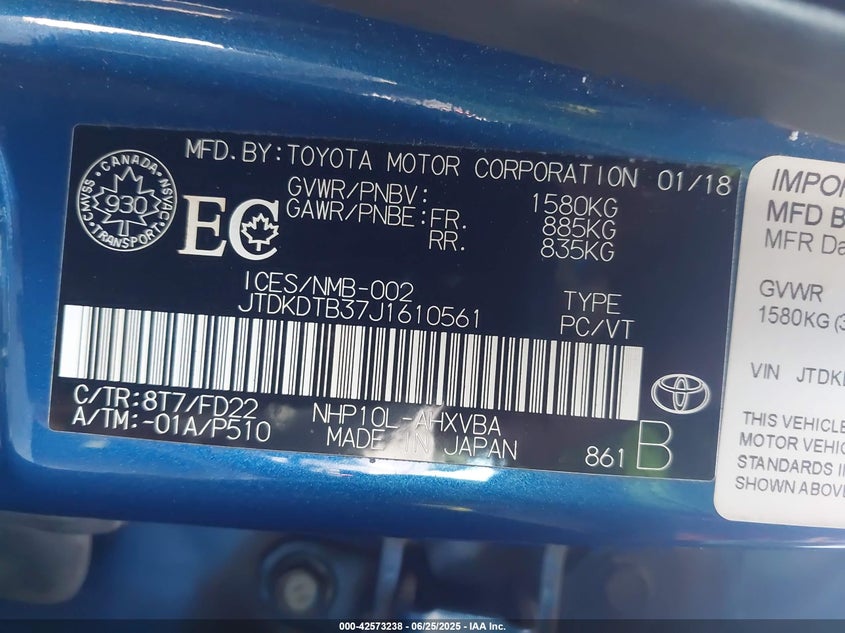 MFD.BY:TOYOTA MOTOR CORPORATION 01/18
CANADA
CMVSS
NSVAC
930
TRANSPORT
EC
GVWR/PNBV: 1580KG
GAWR/PNBE:FR. 885KG
RR. 835KG
ICES/NMB-002
JTDKDTB37J1610561
TYPE
PC/VT
C/TR:8T7/FD22
A/TM:-01A/P510
NHP10L-AHXVBA
MADE IN JAPAN
861 B
MFD B
MFR Da
GVWR
1580KG
VIN
THIS VEHICLE
MOTOR VEHIC
STANDARDS I
SHOWN ABOVE
000-42573238 - 06/25/2025 - IAA Inc.